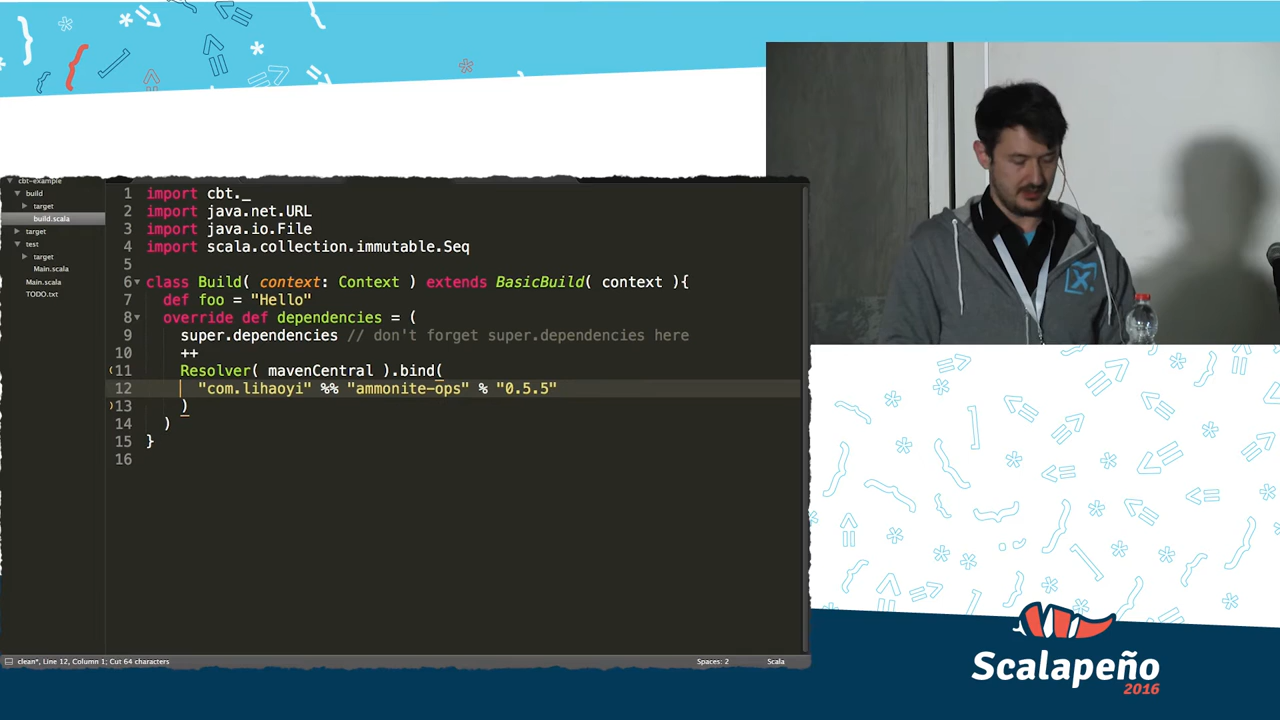 cbt-example
build
target
build.scala
target
test
target
Main.scala
Main.scala
TODO.txt
1 import cbt._
2 import java.net.URL
3 import java.io.File
4 import scala.collection.immutable.Seq
5
6 class Build( context: Context ) extends BasicBuild( context ){
7 def foo = "Hello"
8 override def dependencies = (
9 super.dependencies // don't forget super.dependencies here
10 ++
11 Resolver( mavenCentral ).bind(
12 "com.lihaoyi" %% "ammonite-ops" % "0.5.5"
13 )
14 )
15 }
16
clean*, Line 12, Column 1; Cut 64 characters
Spaces: 2
Scala
Scalapeño
2016